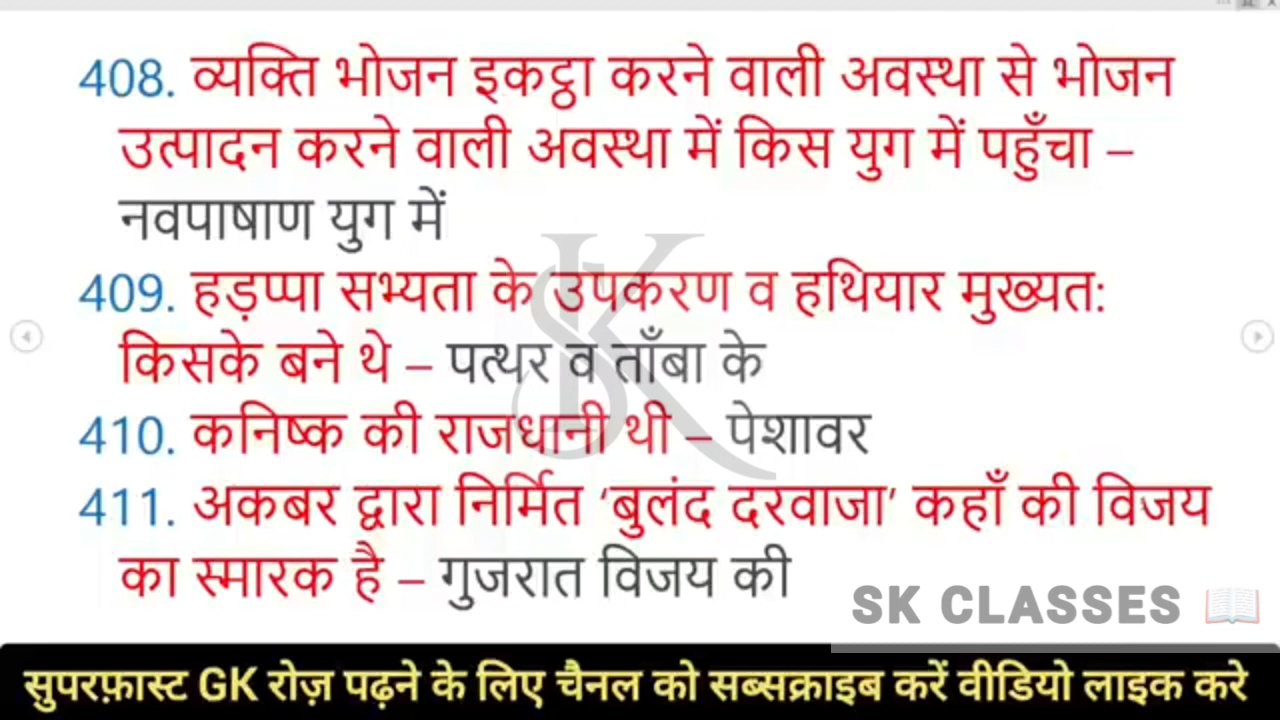 408. व्यक्ति भोजन इकट्ठा करने वाली अवस्था से भोजन
उत्पादन करने वाली अवस्था में किस युग में पहुँचा –
नवपाषाण युग में
409. हड़प्पा सभ्यता के उपकरण व हथियार मुख्यत:
किसके बने थे – पत्थर व ताँबा के
410. कनिष्क की राजधानी थी – पेशावर
411. अकबर द्वारा निर्मित ‘बुलंद दरवाजा’ कहाँ की विजय
का स्मारक है – गुजरात विजय की
SK
SK CLASSES
सुपरफ़ास्ट GK रोज़ पढ़ने के लिए चैनल को सब्सक्राइब करें वीडियो लाइक करे